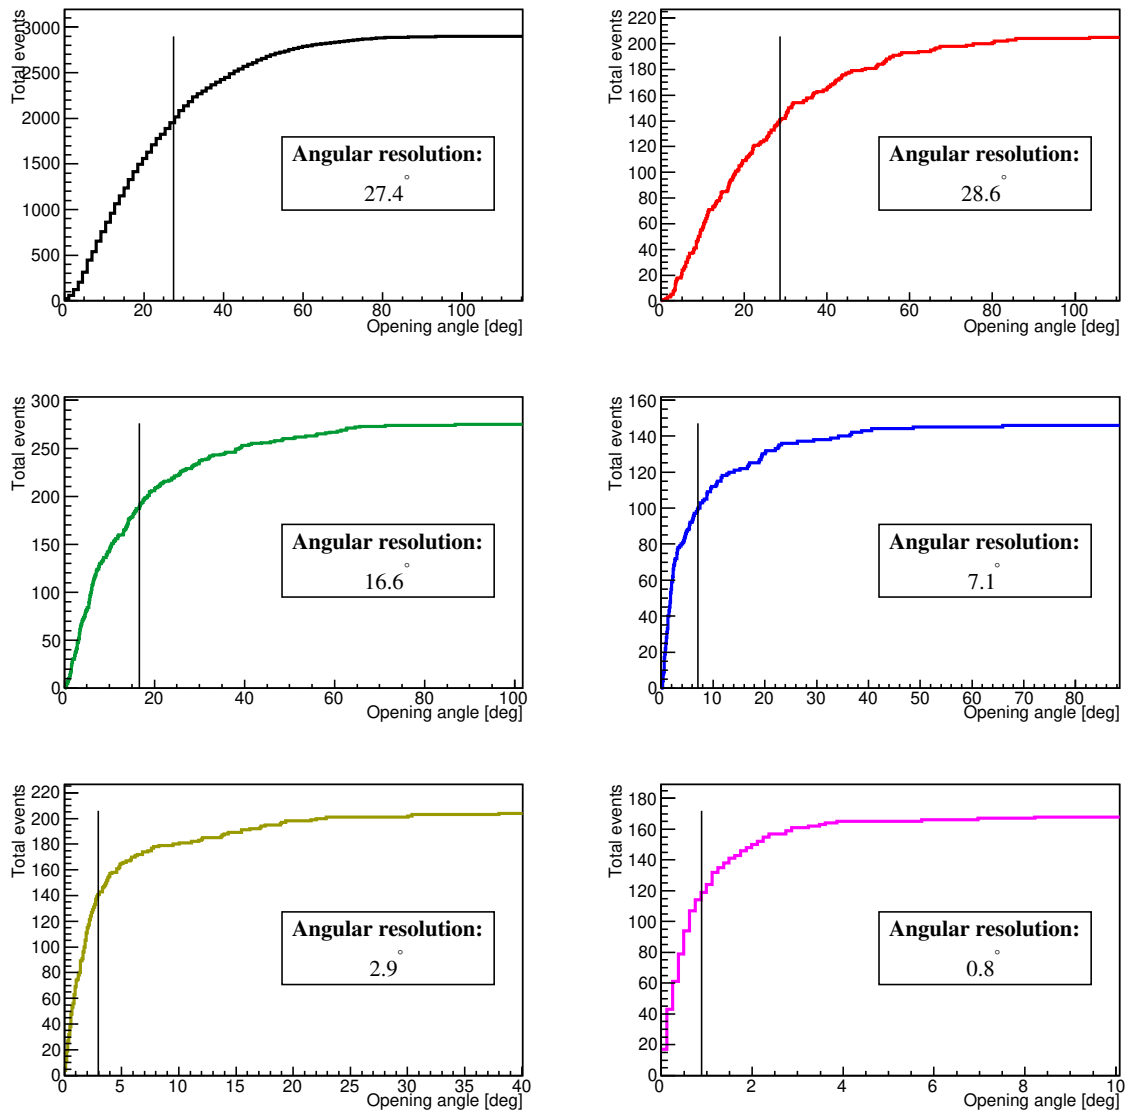 Total events
3000
2500
2000
1500
1000
500
0
Angular resolution:
27.4°
0 20 40 60 80 100
Opening angle [deg]
Total events
220
200
180
160
140
120
100
80
60
40
20
0
Angular resolution:
28.6°
0 20 40 60 80 100
Opening angle [deg]
Total events
300
250
200
150
100
50
0
Angular resolution:
16.6°
0 20 40 60 80 100
Opening angle [deg]
Total events
160
140
120
100
80
60
40
20
0
Angular resolution:
7.1°
0 10 20 30 40 50 60 70 80
Opening angle [deg]
Total events
220
200
180
160
140
120
100
80
60
40
20
0
Angular resolution:
2.9°
0 5 10 15 20 25 30 35 40
Opening angle [deg]
Total events
180
160
140
120
100
80
60
40
20
0
Angular resolution:
0.8°
0 2 4 6 8 10
Opening angle [deg]